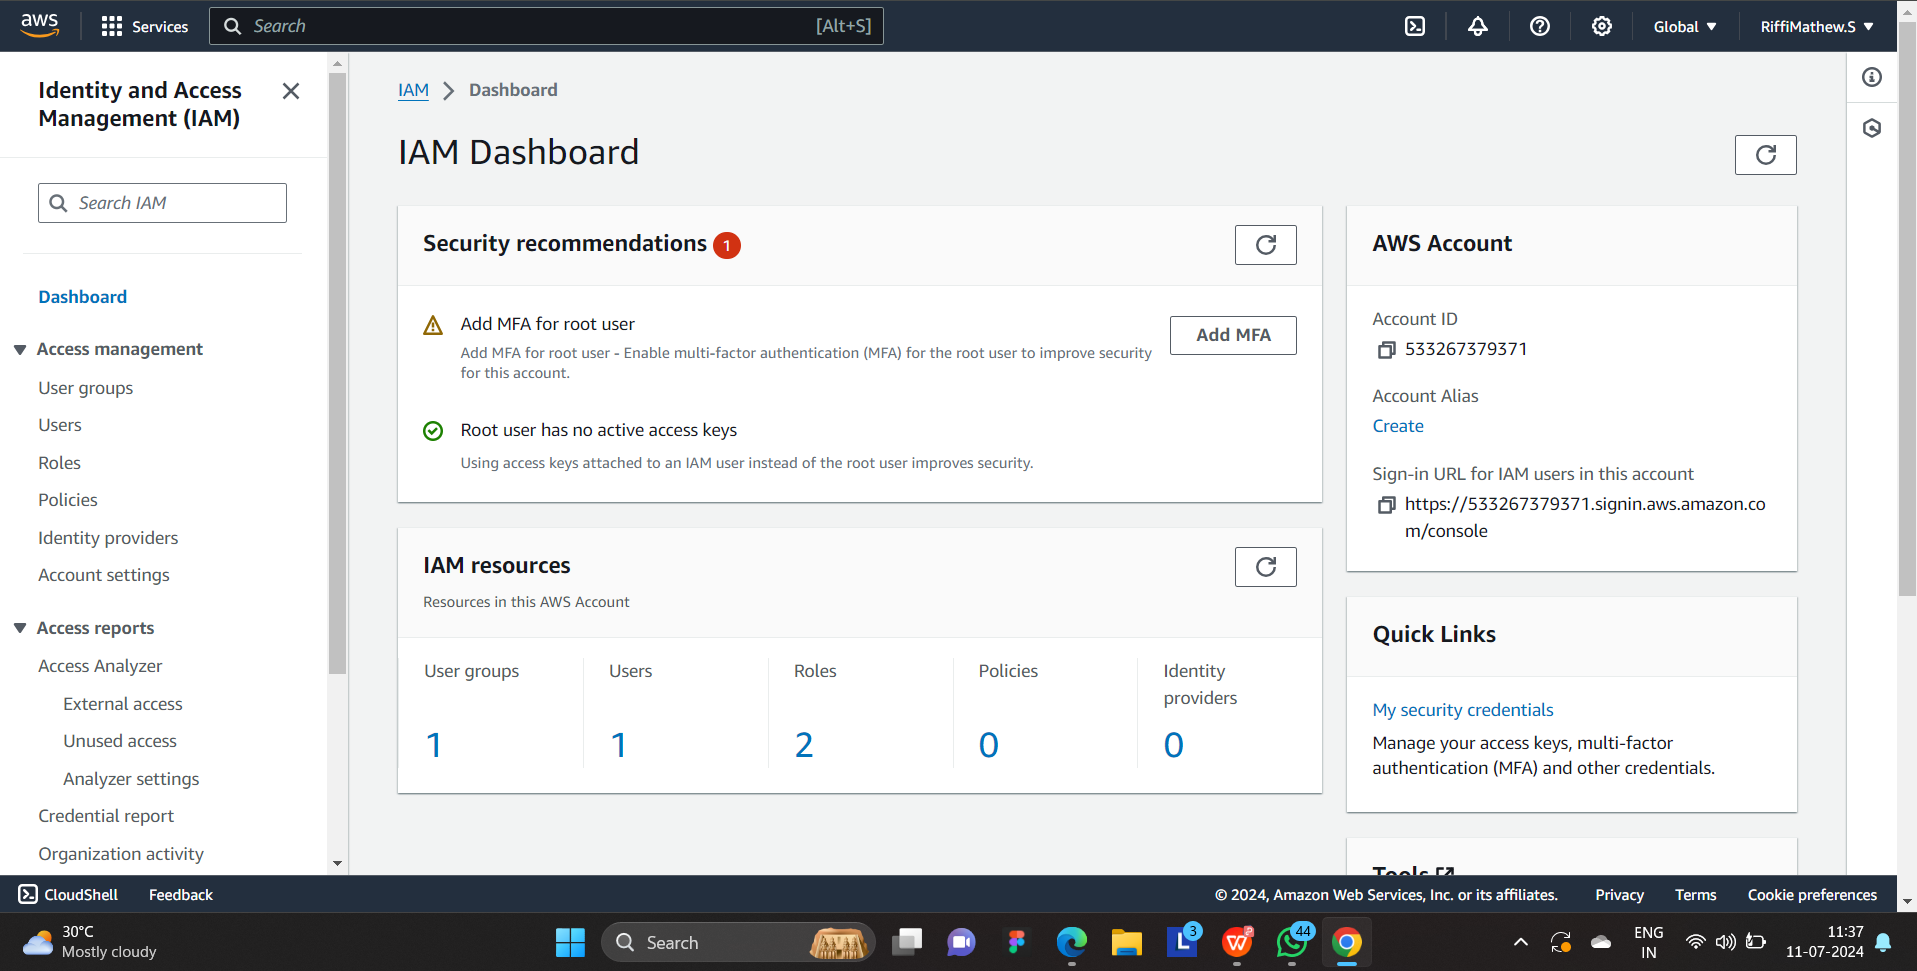 aws
Services
Search
[Alt+S]
Global
RiffiMathew.S
Identity and Access
Management (IAM)
Search IAM
Dashboard
Access management
User groups
Users
Roles
Policies
Identity providers
Account settings
Access reports
Access Analyzer
External access
Unused access
Analyzer settings
Credential report
Organization activity
IAM
Dashboard
IAM Dashboard
Security recommendations
1
Add MFA for root user
Add MFA for root user - Enable multi-factor authentication (MFA) for the root user to improve security
for this account.
Add MFA
Root user has no active access keys
Using access keys attached to an IAM user instead of the root user improves security.
IAM resources
Resources in this AWS Account
User groups
1
Users
1
Roles
2
Policies
0
Identity
providers
0
AWS Account
Account ID
533267379371
Account Alias
Create
Sign-in URL for IAM users in this account
https://533267379371.signin.aws.amazon.co
m/console
Quick Links
My security credentials
Manage your access keys, multi-factor
authentication (MFA) and other credentials.
Tools
CloudShell
Feedback
© 2024, Amazon Web Services, Inc. or its affiliates.
Privacy
Terms
Cookie preferences
30°C
Mostly cloudy
Search
L
3
W
P
44
ENG
IN
11:37
11-07-2024